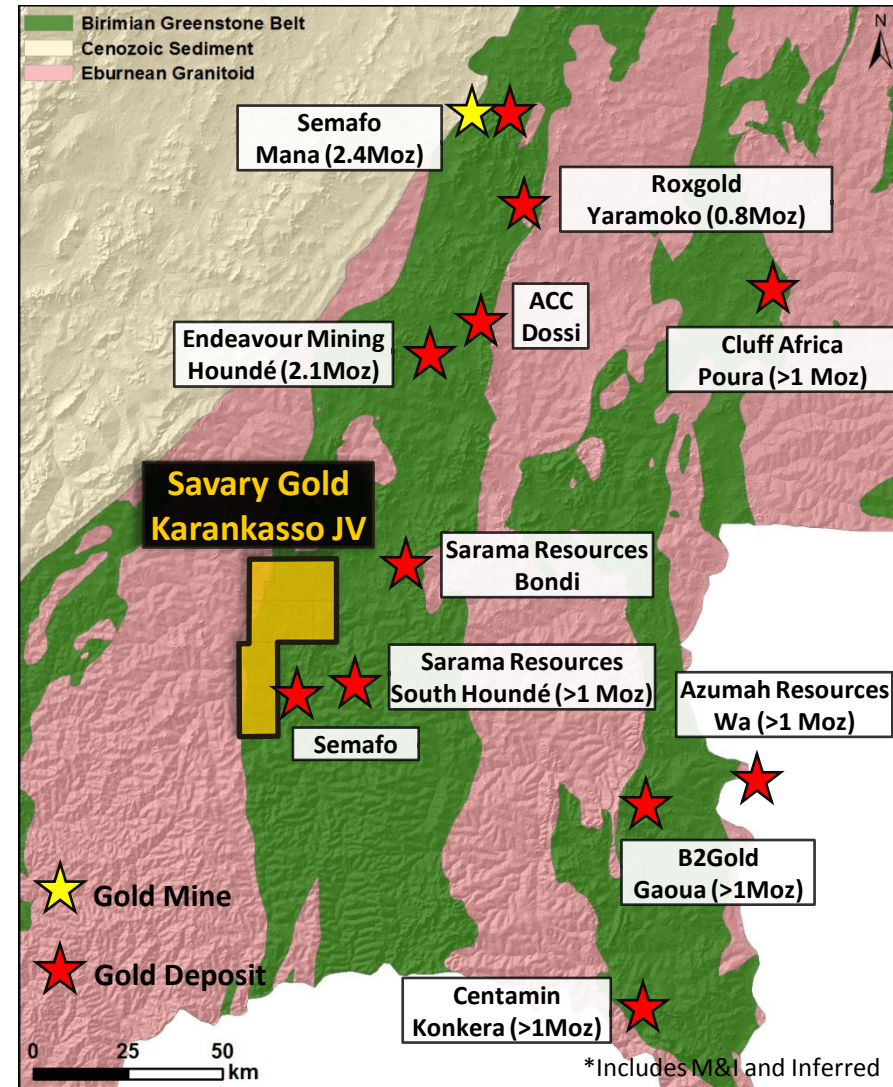 Birimian Greenstone Belt
Cenozoic Sediment
Eburnean Granitoid
N
Semafo
Mana (2.4Moz)
Roxgold
Yaramoko (0.8Moz)
ACC
Dossi
Endeavour Mining
Houndé (2.1Moz)
Cluff Africa
Poura (>1 Moz)
Savary Gold
Karankasso JV
Sarama Resources
Bondi
Sarama Resources
South Houndé (>1 Moz)
Azumah Resources
Wa (>1 Moz)
Semafo
B2Gold
Gaoua (>1Moz)
Gold Mine
Gold Deposit
Centamin
Konkera (>1Moz)
0 25 50
km
*Includes M&I and Inferred